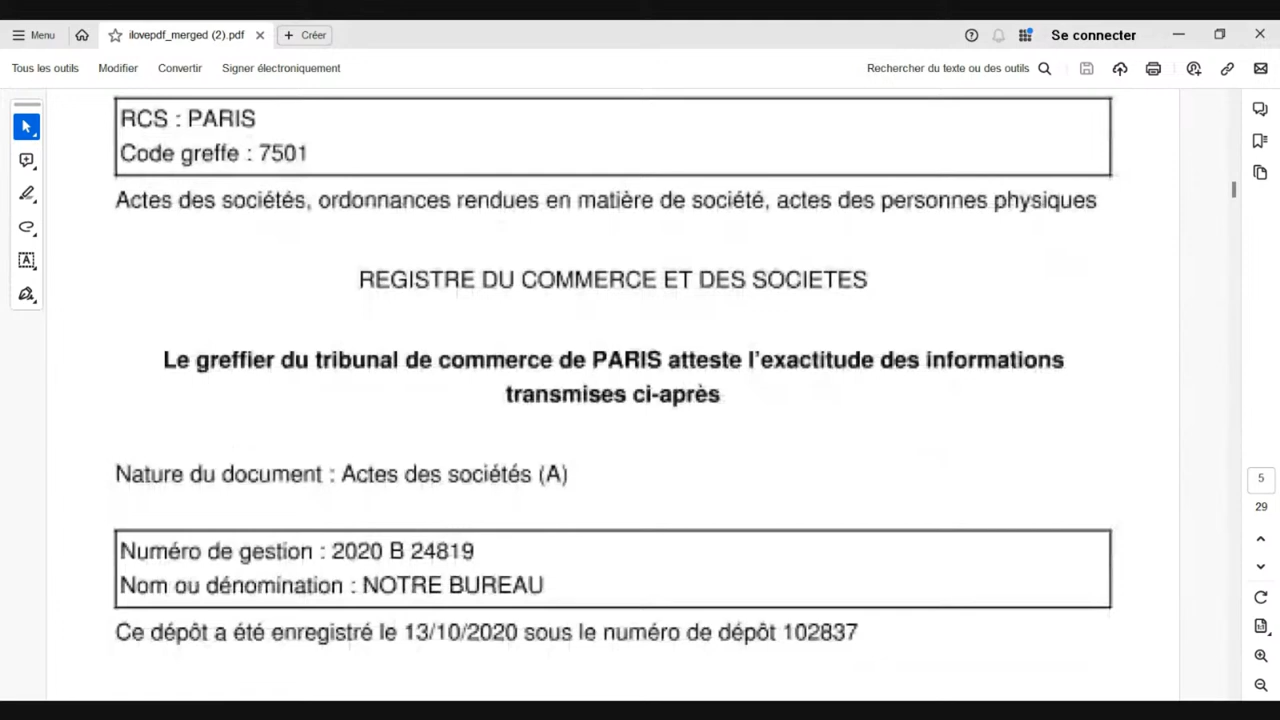 Menu
ilovepdf_merged (2).pdf
Créer
Se connecter
Tous les outils
Modifier
Convertir
Signer électroniquement
Rechercher du texte ou des outils
RCS : PARIS
Code greffe : 7501
Actes des sociétés, ordonnances rendues en matière de société, actes des personnes physiques
REGISTRE DU COMMERCE ET DES SOCIETES
Le greffier du tribunal de commerce de PARIS atteste l'exactitude des informations
transmises ci-après
Nature du document : Actes des sociétés (A)
Numéro de gestion : 2020 B 24819
Nom ou dénomination : NOTRE BUREAU
Ce dépôt a été enregistré le 13/10/2020 sous le numéro de dépôt 102837
5
29